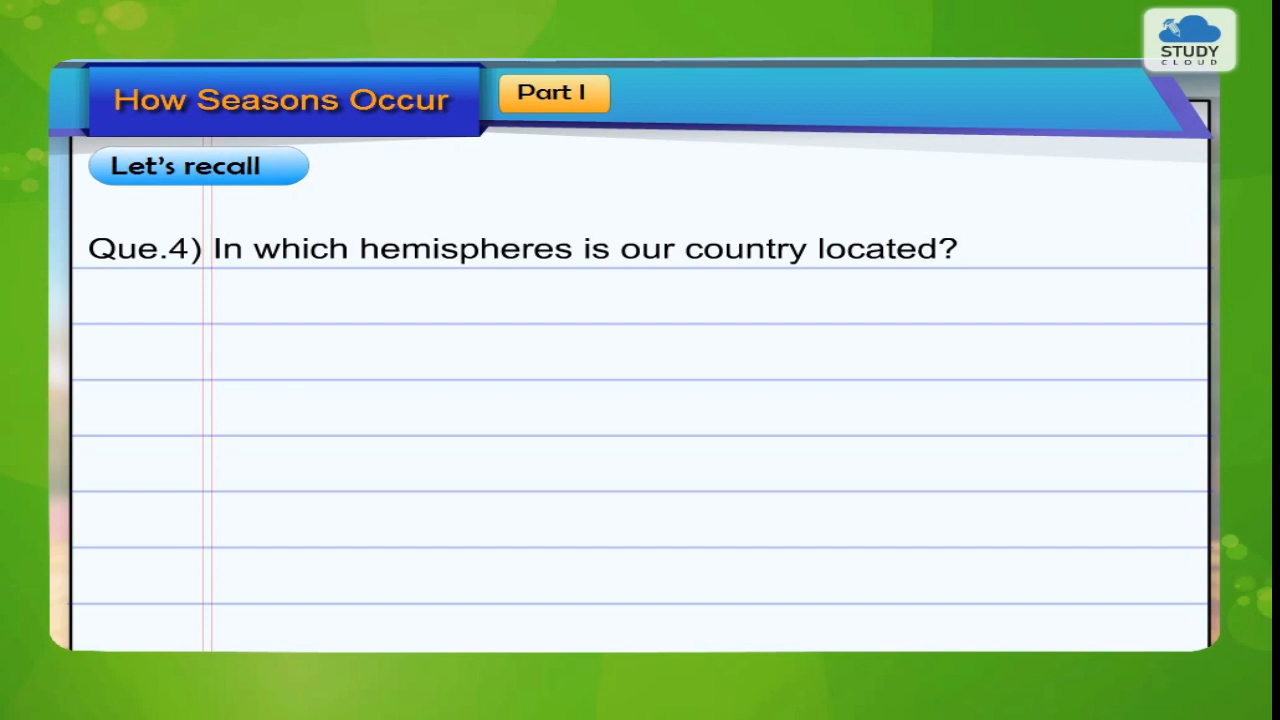 STUDY
CLOUD
How Seasons Occur
Part I
Let's recall
Que.4) In which hemispheres is our country located?